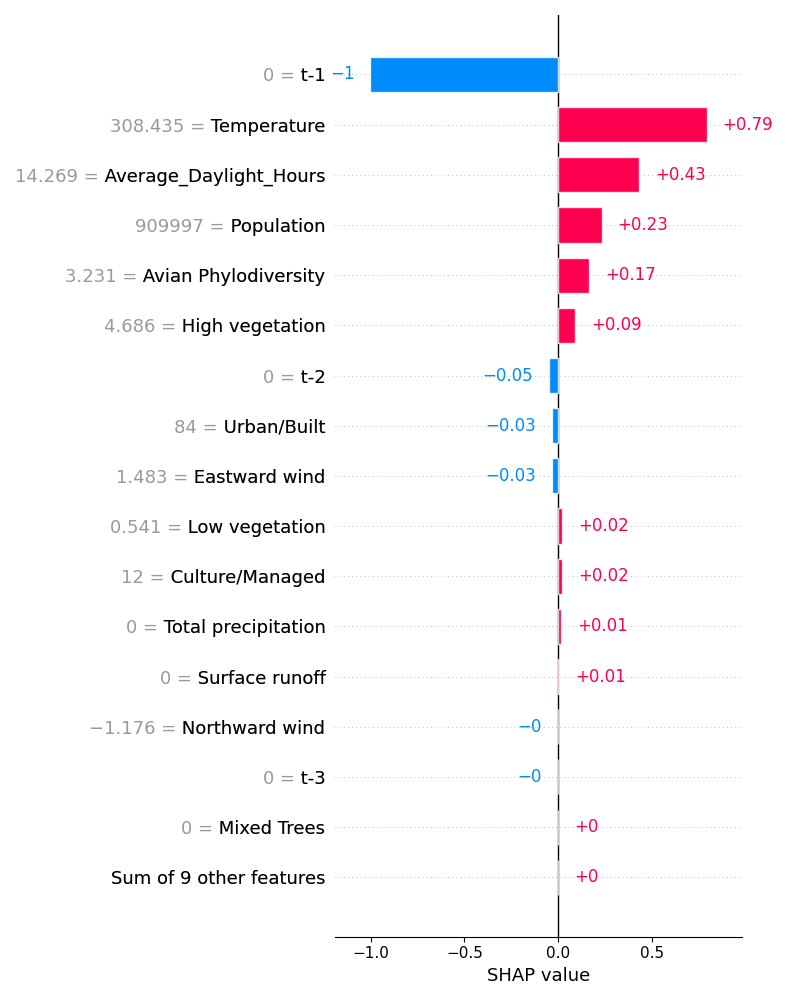 0 = t-1 −1
308.435 = Temperature +0.79
14.269 = Average_Daylight_Hours +0.43
909997 = Population +0.23
3.231 = Avian Phylodiversity +0.17
4.686 = High vegetation +0.09
0 = t-2 −0.05
84 = Urban/Built −0.03
1.483 = Eastward wind −0.03
0.541 = Low vegetation +0.02
12 = Culture/Managed +0.02
0 = Total precipitation +0.01
0 = Surface runoff +0.01
−1.176 = Northward wind −0
0 = t-3 −0
0 = Mixed Trees +0
Sum of 9 other features +0
−1.0 −0.5 0.0 0.5
SHAP value